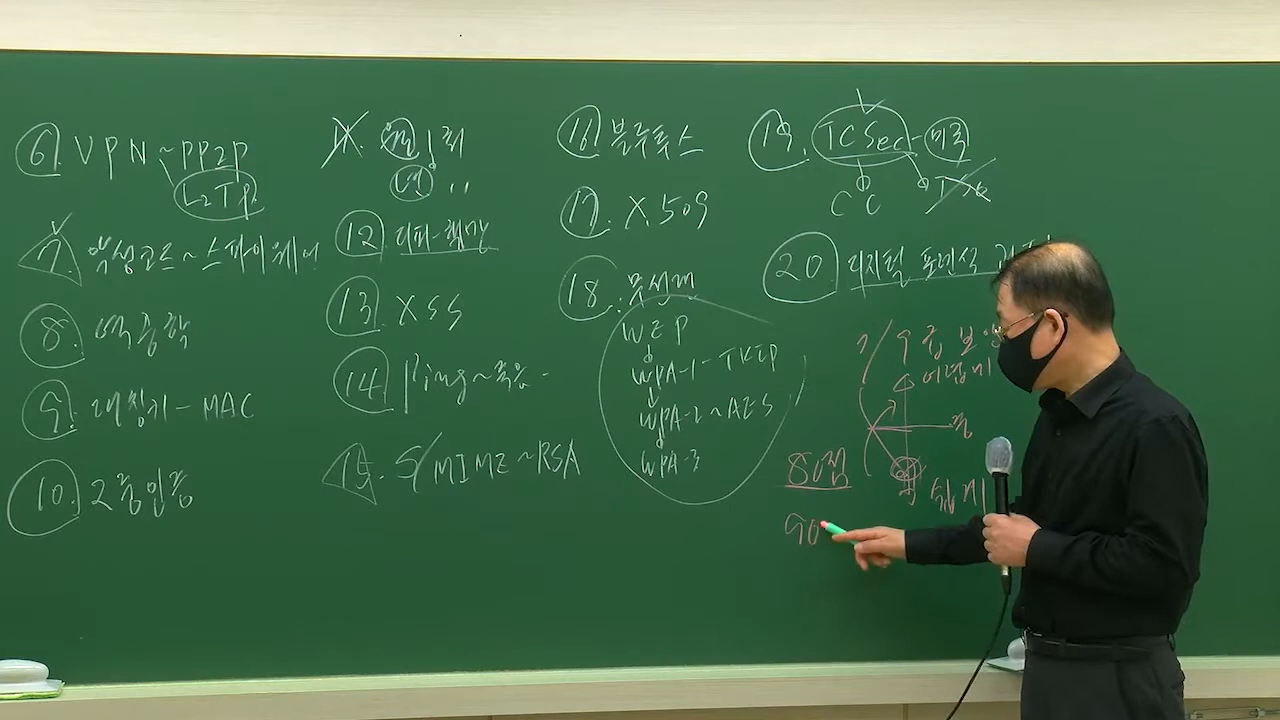 6. VPN ~ PP2P
L2TP
7. 악성코드 ~ 스파이웨어
8. 역공학
9. 대칭키 - MAC
10. 2중인증
12. 디피-헬만
13. XSS
14. Ping ~ 죽음 -
15. S/MIME ~ RSA
16. 블루투스
17. X.509
18. 무선랜
WEP
WPA-1 - TKIP
WPA-2 ~ AES
WPA-3
19. TCSec - 미국
CC
20. 디지털 포렌식
9급
80점
90